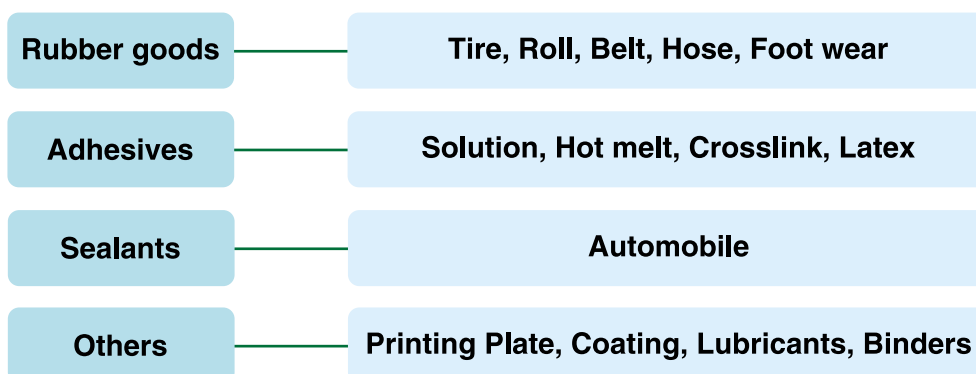 Rubber goods
Tire, Roll, Belt, Hose, Foot wear
Adhesives
Solution, Hot melt, Crosslink, Latex
Sealants
Automobile
Others
Printing Plate, Coating, Lubricants, Binders